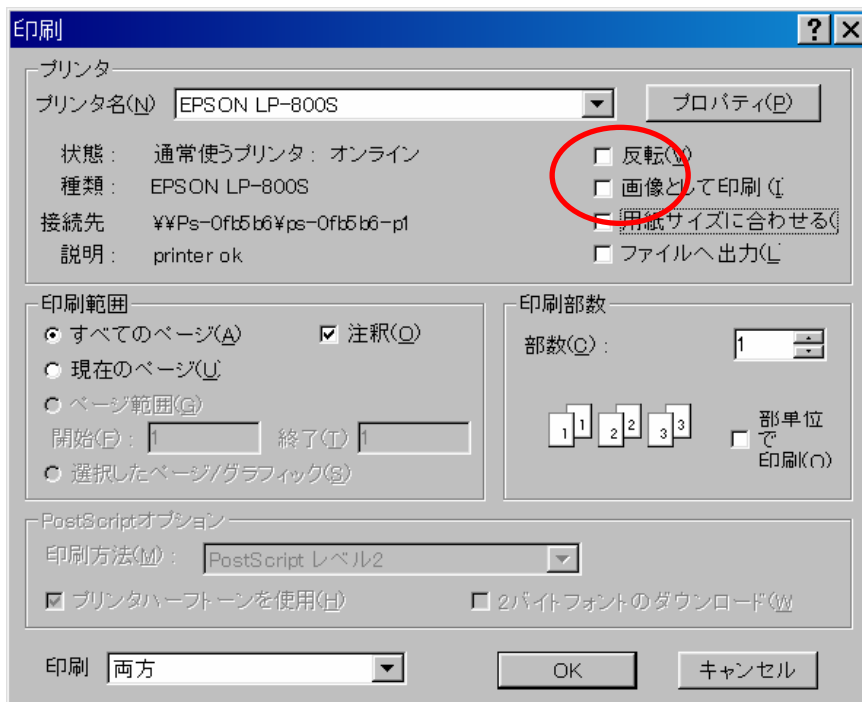 印刷
プリンタ
プリンタ名(N) EPSON LP-800S プロパティ(P)
状態: 通常使うプリンタ: オンライン 反転(V)
種類: EPSON LP-800S 画像として印刷(I
接続先 ¥¥Ps-0fb5b6¥ps-0fb5b6-p1 用紙サイズに合わせる(
説明: printer ok ファイルへ出力(L
印刷範囲
すべてのページ(A) 注釈(O)
現在のページ(U)
ページ範囲(G)
開始(F): 1 終了(T) 1
選択したページ/グラフィック(S)
印刷部数
部数(C): 1
1 1 2 2 3 3
部単位
で
印刷(O)
PostScriptオプション
印刷方法(M): PostScript レベル2
プリンタハーフトーンを使用(H) 2バイトフォントのダウンロード(W
印刷 両方 OK キャンセル